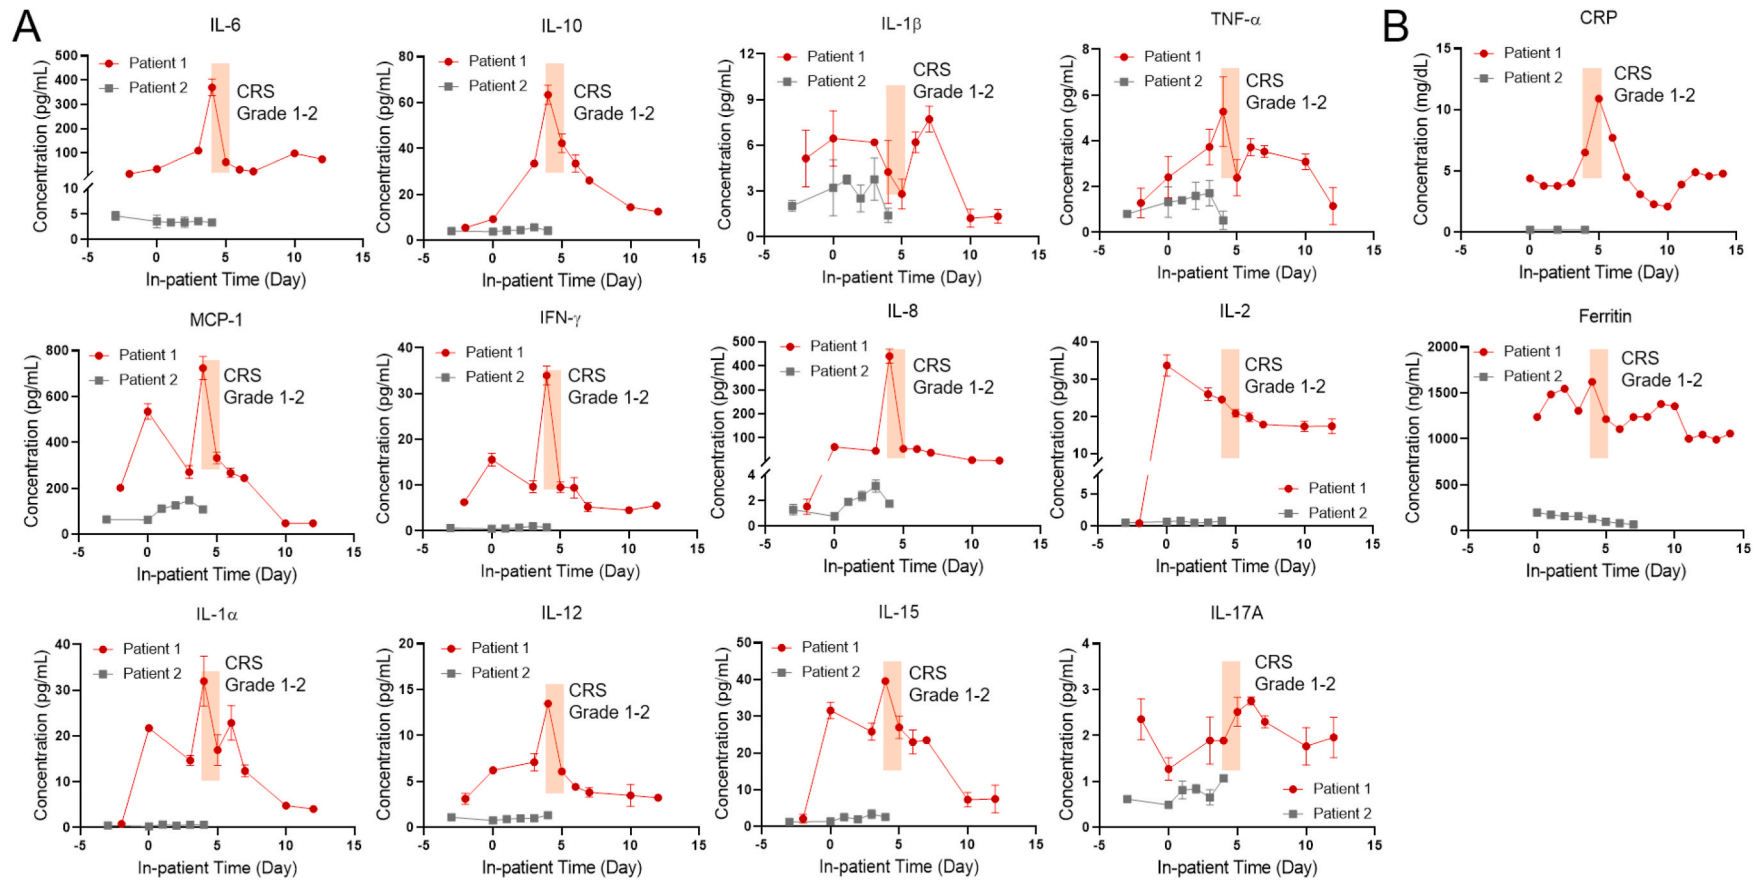 A
IL-6
Concentration (pg/mL)
500
400
300
200
100
10
5
0
Patient 1
Patient 2
CRS
Grade 1-2
-5 0 5 10 15
In-patient Time (Day)
IL-10
Concentration (pg/mL)
80
60
40
20
0
Patient 1
Patient 2
CRS
Grade 1-2
-5 0 5 10 15
In-patient Time (Day)
IL-1β
Concentration (pg/mL)
12
9
6
3
0
Patient 1
Patient 2
CRS
Grade 1-2
-5 0 5 10 15
In-patient Time (Day)
TNF-α
Concentration (pg/mL)
8
6
4
2
0
Patient 1
Patient 2
CRS
Grade 1-2
-5 0 5 10 15
In-patient Time (Day)
B
CRP
Concentration (mg/dL)
15
10
5
0
Patient 1
Patient 2
CRS
Grade 1-2
-5 0 5 10 15
In-patient Time (Day)
MCP-1
Concentration (pg/mL)
800
600
400
200
0
Patient 1
Patient 2
CRS
Grade 1-2
-5 0 5 10 15
In-patient Time (Day)
IFN-γ
Concentration (pg/mL)
40
30
20
10
0
Patient 1
Patient 2
CRS
Grade 1-2
-5 0 5 10 15
In-patient Time (Day)
IL-8
Concentration (pg/mL)
500
400
300
200
100
4
2
0
Patient 1
Patient 2
CRS
Grade 1-2
-5 0 5 10 15
In-patient Time (Day)
IL-2
Concentration (pg/mL)
40
30
20
10
5
0
CRS
Grade 1-2
Patient 1
Patient 2
-5 0 5 10 15
In-patient Time (Day)
Ferritin
Concentration (ng/mL)
2000
1500
1000
500
0
Patient 1
Patient 2
CRS
Grade 1-2
-5 0 5 10 15
In-patient Time (Day)
IL-1α
Concentration (pg/mL)
40
30
20
10
0
Patient 1
Patient 2
CRS
Grade 1-2
-5 0 5 10 15
In-patient Time (Day)
IL-12
Concentration (pg/mL)
20
15
10
5
0
Patient 1
Patient 2
CRS
Grade 1-2
-5 0 5 10 15
In-patient Time (Day)
IL-15
Concentration (pg/mL)
50
40
30
20
10
0
Patient 1
Patient 2
CRS
Grade 1-2
-5 0 5 10 15
In-patient Time (Day)
IL-17A
Concentration (pg/mL)
4
3
2
1
0
CRS
Grade 1-2
Patient 1
Patient 2
-5 0 5 10 15
In-patient Time (Day)